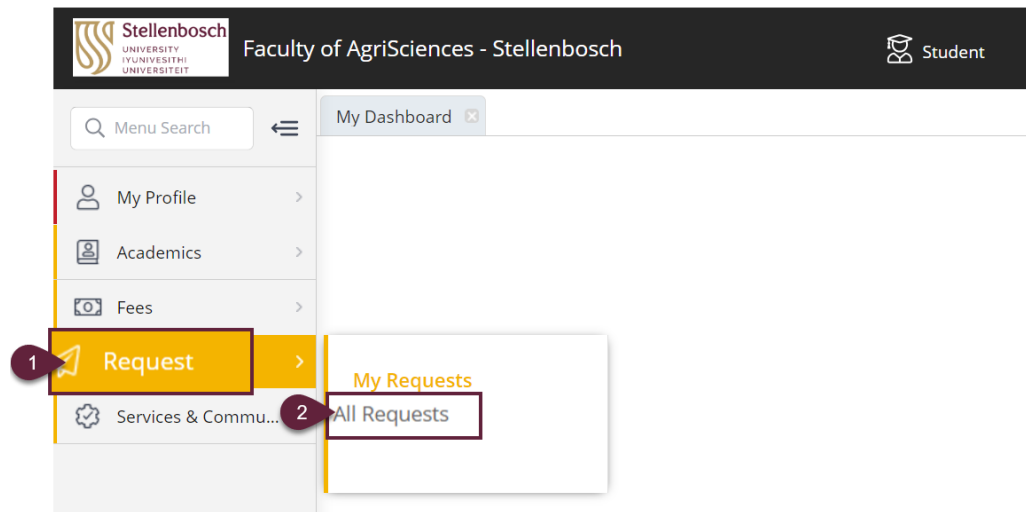 Stellenbosch
UNIVERSITY
IYUNIVESITHI
UNIVERSITEIT
Faculty of AgriSciences - Stellenbosch
Student
Menu Search
My Dashboard
My Profile
Academics
Fees
1
Request
My Requests
Services & Commu...
2
All Requests